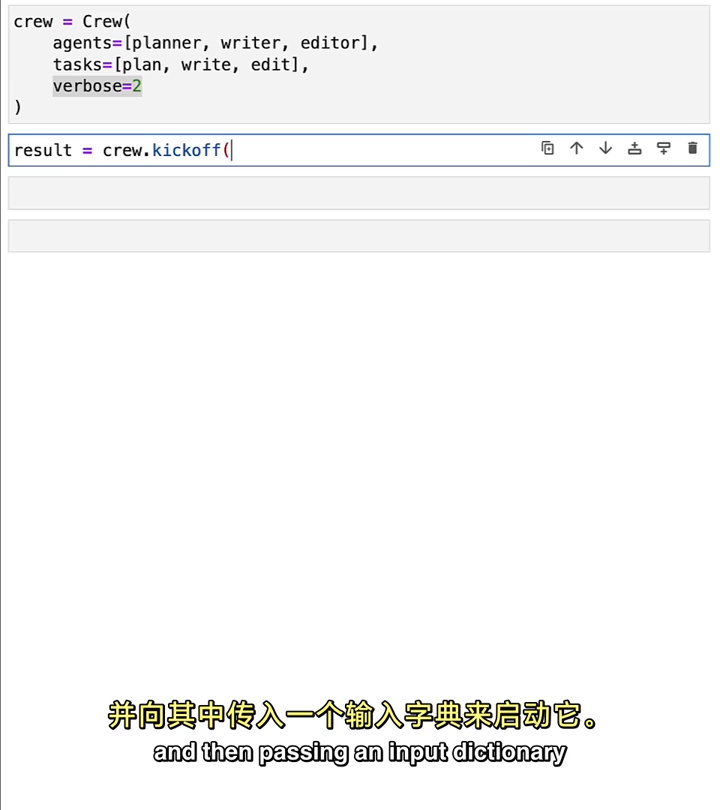 crew = Crew(
    agents=[planner, writer, editor],
    tasks=[plan, write, edit],
    verbose=2
)
result = crew.kickoff(
并向其中传入一个输入字典来启动它。
and then passing an input dictionary